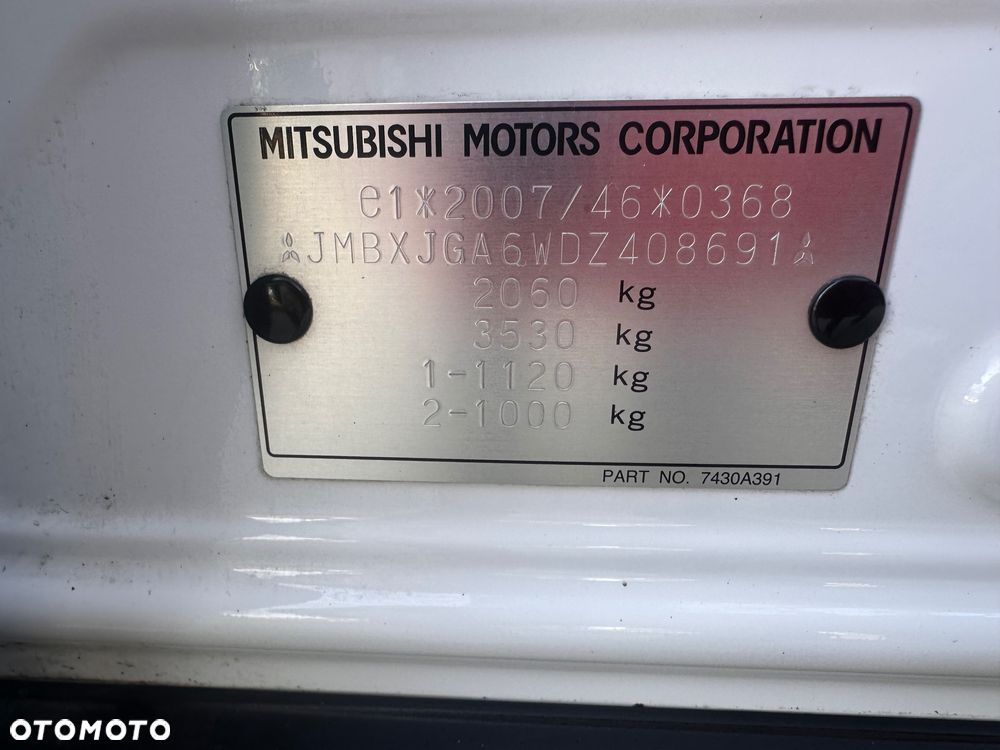 MITSUBISHI MOTORS CORPORATION
e1*2007/46*0368
JMBXJGA6WDZ408691
2060 kg
3530 kg
1-1120 kg
2-1000 kg
PART NO. 7430A391
OTOMOTO